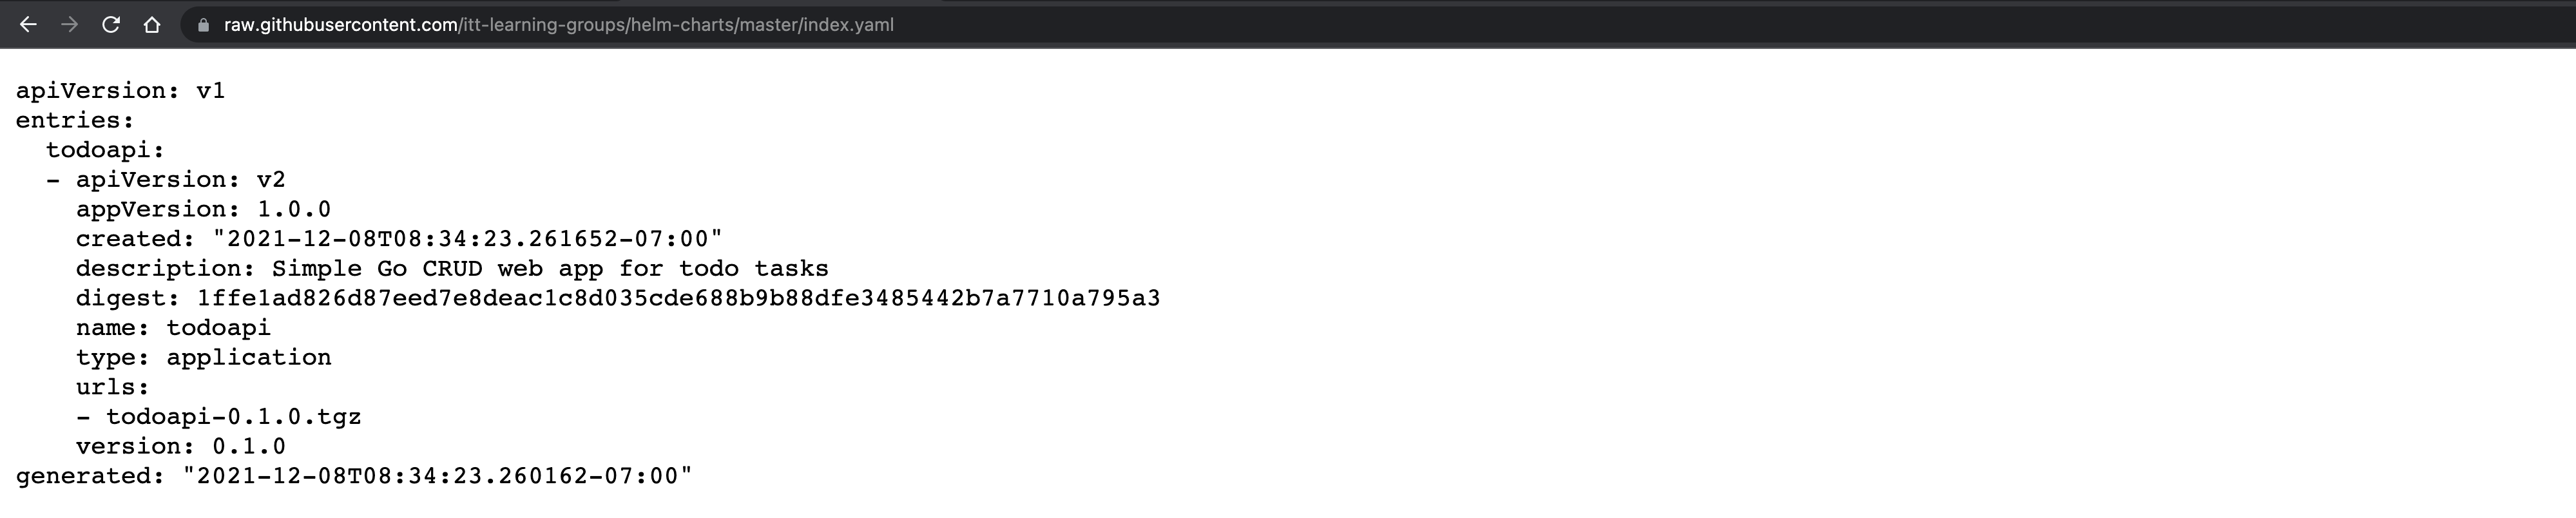 raw.githubusercontent.com/itt-learning-groups/helm-charts/master/index.yaml
apiVersion: v1
entries:
  todoapi:
  - apiVersion: v2
    appVersion: 1.0.0
    created: "2021-12-08T08:34:23.261652-07:00"
    description: Simple Go CRUD web app for todo tasks
    digest: 1ffe1ad826d87eed7e8deac1c8d035cde688b9b88dfe3485442b7a7710a795a3
    name: todoapi
    type: application
    urls:
    - todoapi-0.1.0.tgz
    version: 0.1.0
generated: "2021-12-08T08:34:23.260162-07:00"